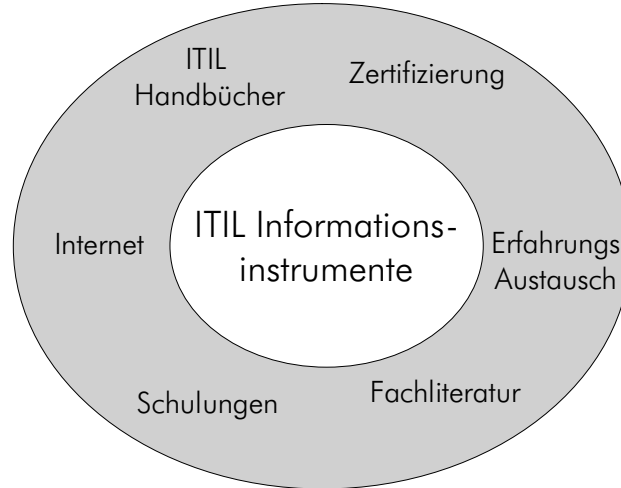 ITIL
Handbücher
Zertifizierung
ITIL Informations-
instrumente
Internet
Erfahrungs
Austausch
Schulungen
Fachliteratur